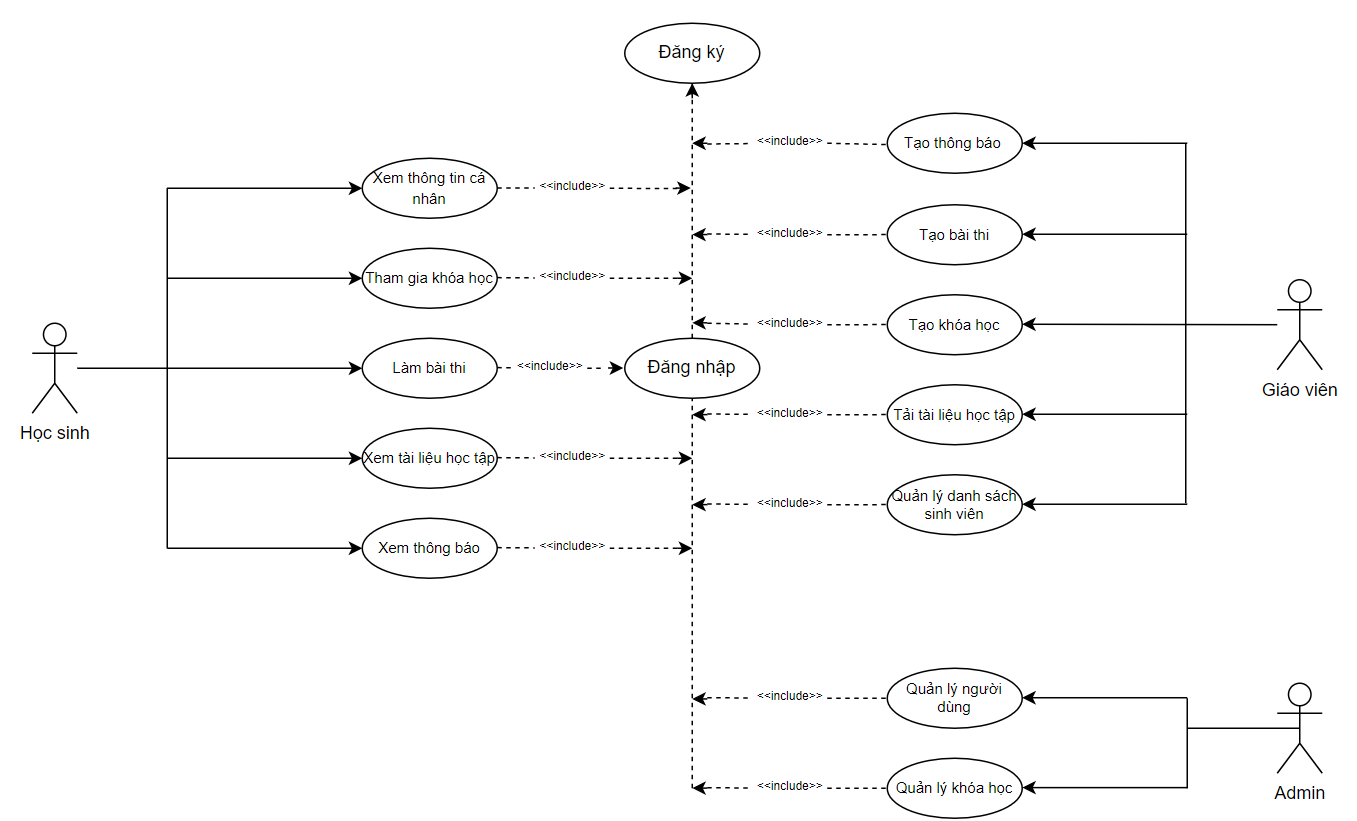 Đăng ký
<<include>>
Tạo thông báo
Xem thông tin cá
nhân
<<include>>
<<include>>
Tạo bài thi
Tham gia khóa học
<<include>>
<<include>>
Tạo khóa học
Làm bài thi
<<include>>
Đăng nhập
Giáo viên
<<include>>
Tải tài liệu học tập
Học sinh
Xem tài liệu học tập
<<include>>
<<include>>
Quản lý danh sách
sinh viên
Xem thông báo
<<include>>
<<include>>
Quản lý người
dùng
<<include>>
Quản lý khóa học
Admin